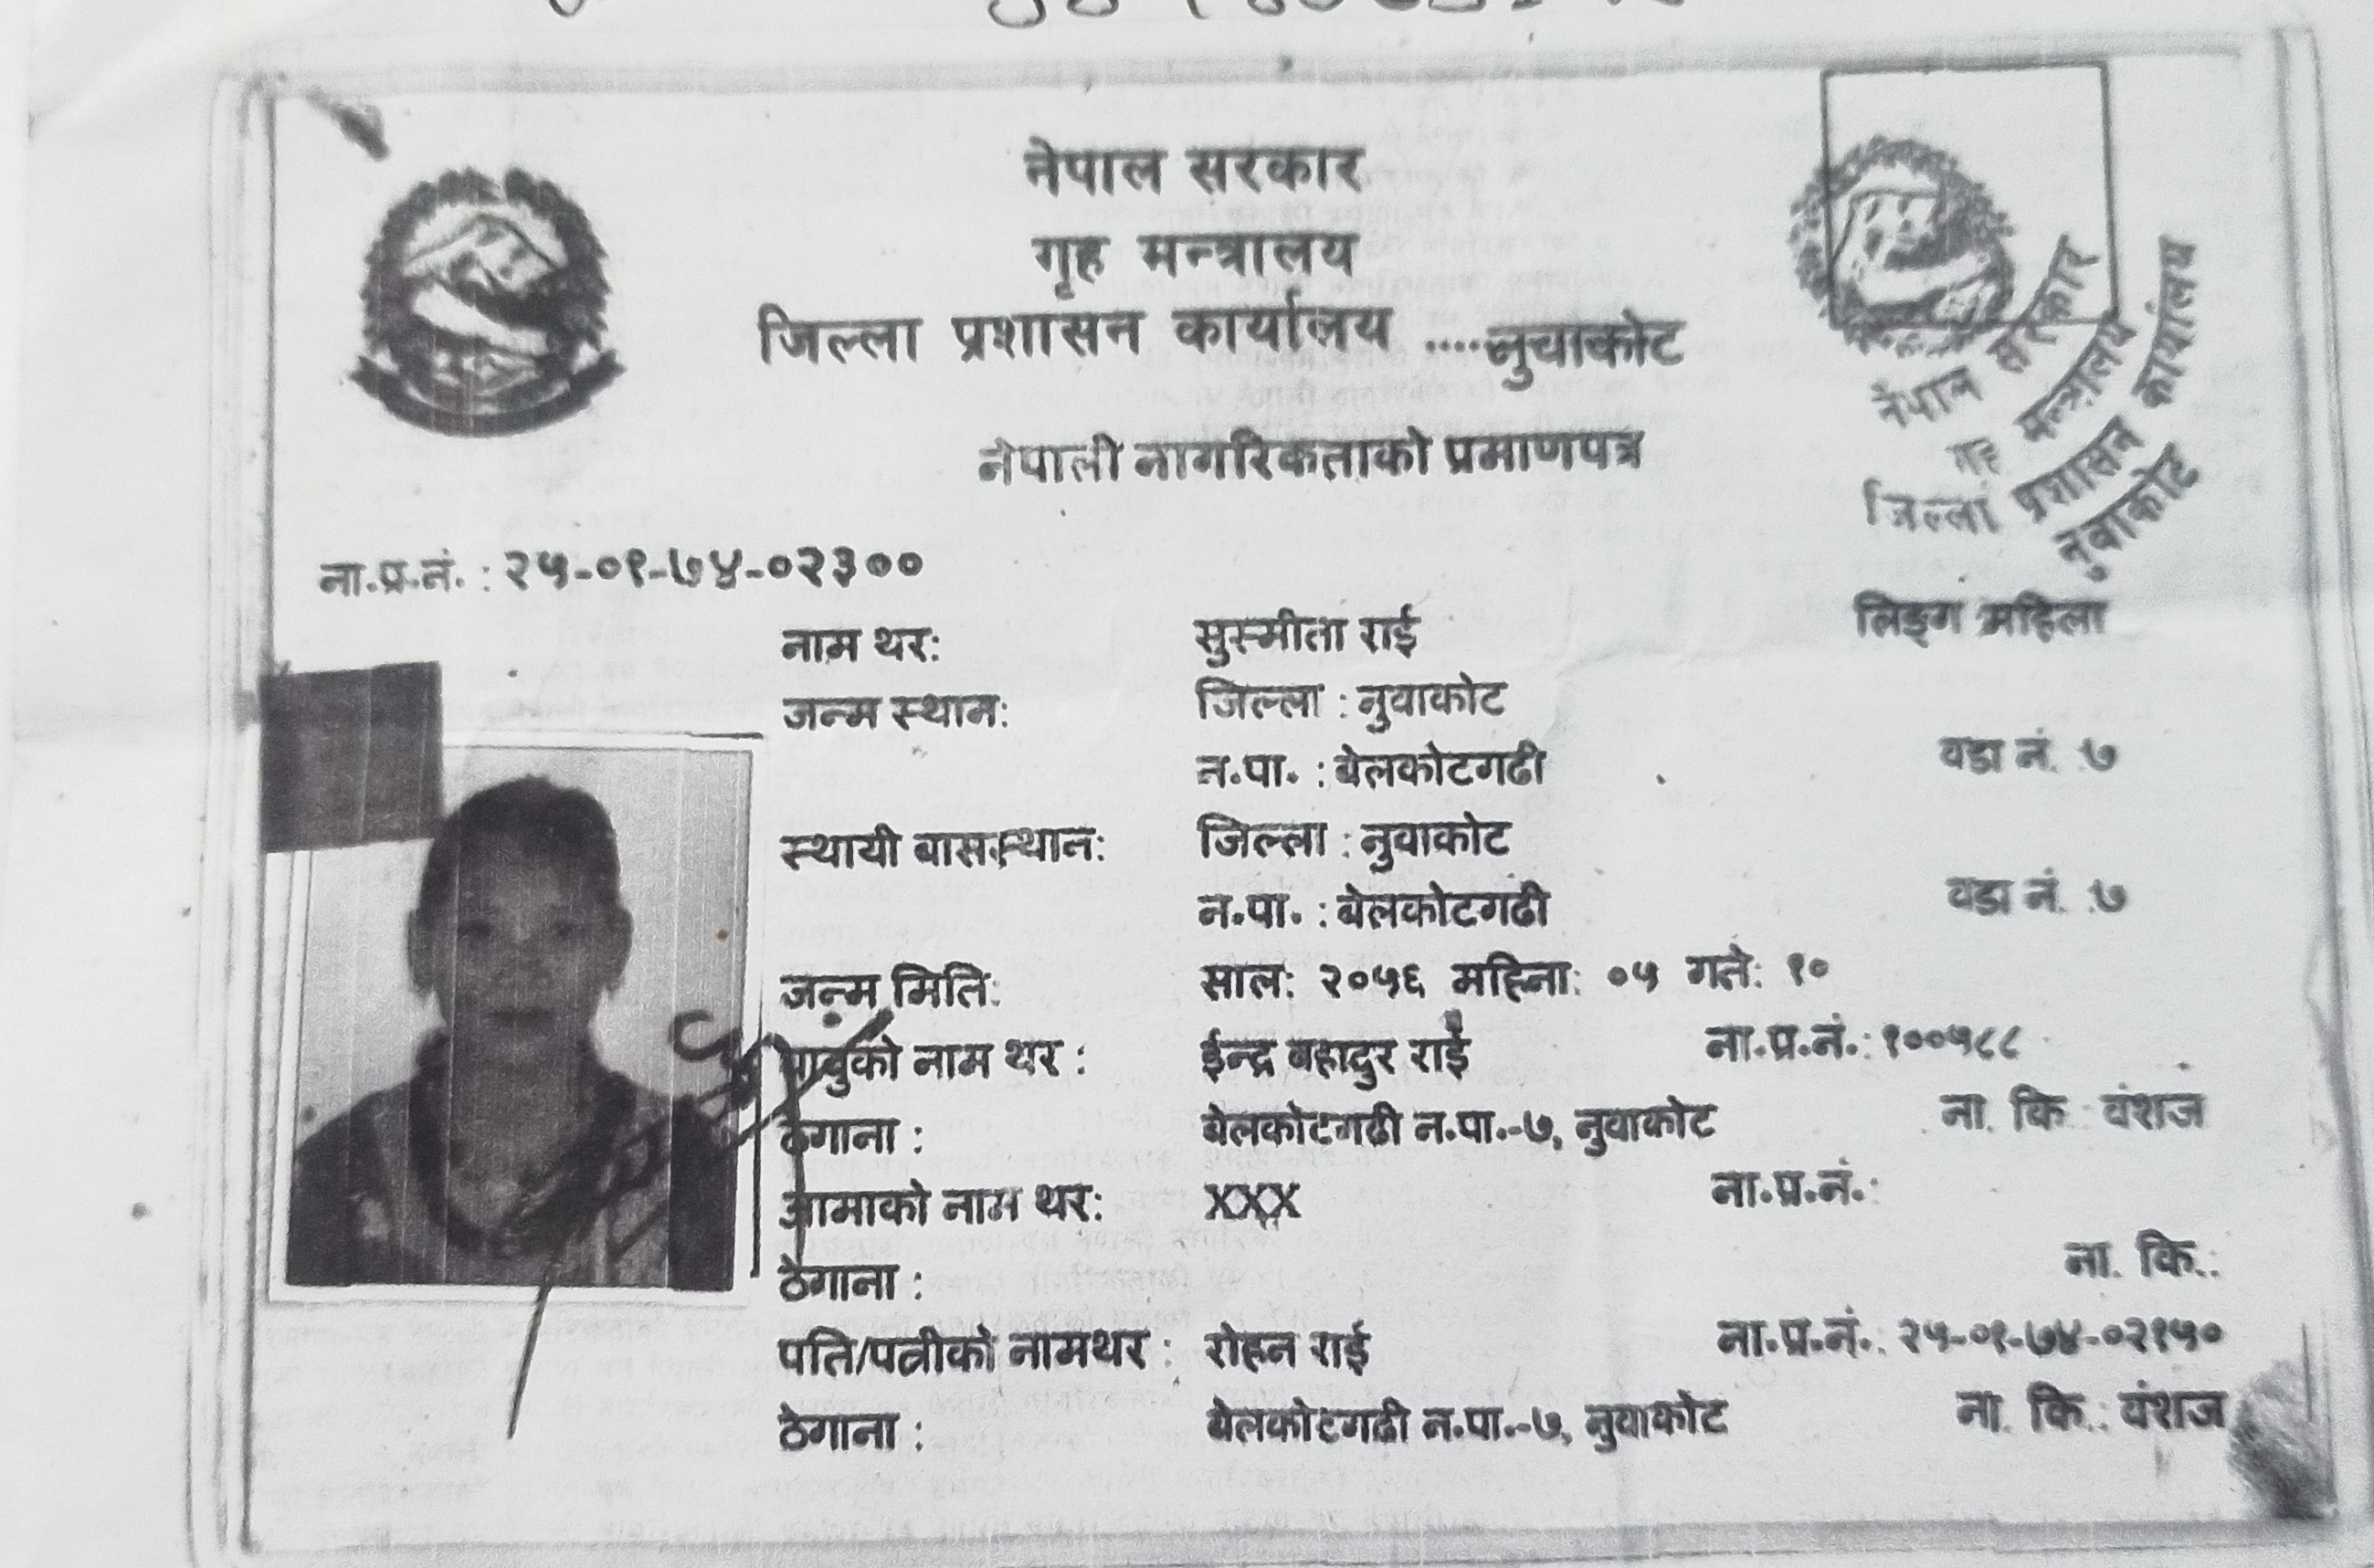 नेपाल सरकार
गृह मन्त्रालय
जिल्ला प्रशासन कार्यालय ....नुवाकोट
नेपाली नागरिकताको प्रमाणपत्र
नेपाल सरकार
गृह मन्त्रालय
जिल्ला प्रशासन कार्यालय
नुवाकोट
ना.प्र.नं. : २५-०१-७४-०२३००
नाम थर: सुस्मीता राई लिङ्ग महिला
जन्म स्थान: जिल्ला : नुवाकोट
न.पा. : बेलकोटगढी वडा नं. :७
स्थायी बासस्थान: जिल्ला : नुवाकोट
न.पा. : बेलकोटगढी वडा नं. :७
जन्म मिति: साल: २०५६ महिना: ०५ गते: १०
बाबुको नाम थर : ईन्द्र बहादुर राई ना.प्र.नं.: १००५८८
ठेगाना : बेलकोटगढी न.पा.-७, नुवाकोट ना. कि : वंशज
आमाको नाम थर: XXX ना.प्र.नं.:
ठेगाना : ना. कि.:
पति/पत्नीको नामथर : रोहन राई ना.प्र.नं.: २५-०१-७४-०२१५०
ठेगाना : बेलकोटगढी न.पा.-७, नुवाकोट ना. कि.: वंशज